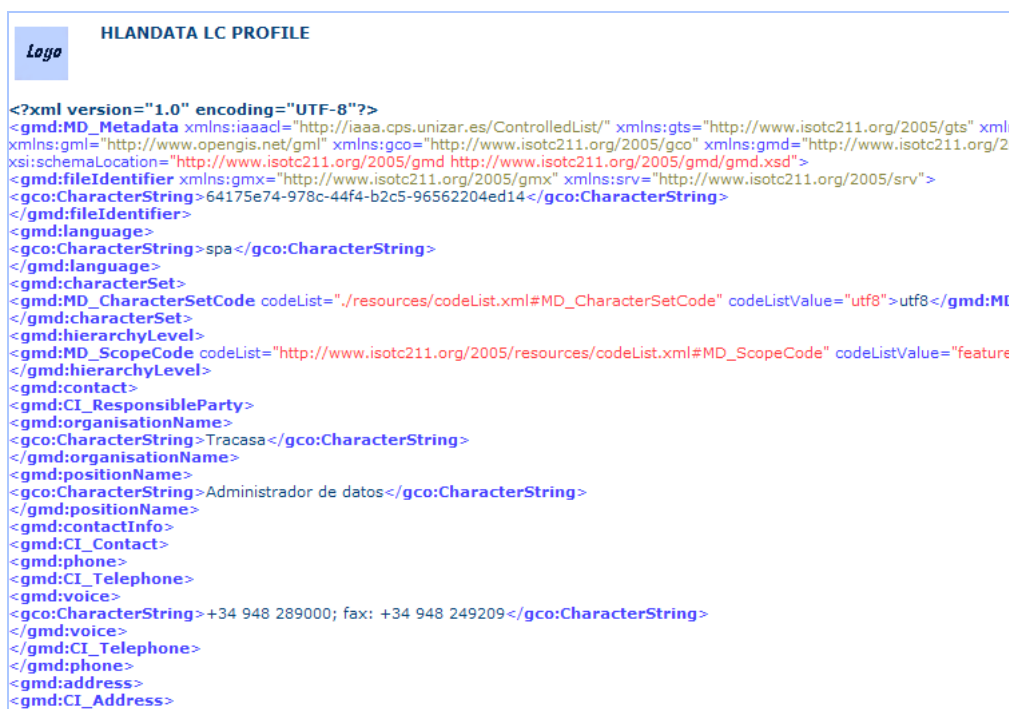 HLANDATA LC PROFILE
Logo
<?xml version="1.0" encoding="UTF-8"?>
<gmd:MD_Metadata xmlns:iaaacl="http://iaaa.cps.unizar.es/ControlledList/" xmlns:gts="http://www.isotc211.org/2005/gts" xml
xmlns:gml="http://www.opengis.net/gml" xmlns:gco="http://www.isotc211.org/2005/gco" xmlns:gmd="http://www.isotc211.org/2
xsi:schemaLocation="http://www.isotc211.org/2005/gmd http://www.isotc211.org/2005/gmd/gmd.xsd">
<gmd:fileIdentifier xmlns:gmx="http://www.isotc211.org/2005/gmx" xmlns:srv="http://www.isotc211.org/2005/srv">
<gco:CharacterString>64175e74-978c-44f4-b2c5-96562204ed14</gco:CharacterString>
</gmd:fileIdentifier>
<gmd:language>
<gco:CharacterString>spa</gco:CharacterString>
</gmd:language>
<gmd:characterSet>
<gmd:MD_CharacterSetCode codeList="./resources/codeList.xml#MD_CharacterSetCode" codeListValue="utf8">utf8</gmd:MD
</gmd:characterSet>
<gmd:hierarchyLevel>
<gmd:MD_ScopeCode codeList="http://www.isotc211.org/2005/resources/codeList.xml#MD_ScopeCode" codeListValue="feature
</gmd:hierarchyLevel>
<gmd:contact>
<gmd:CI_ResponsibleParty>
<gmd:organisationName>
<gco:CharacterString>Tracasa</gco:CharacterString>
</gmd:organisationName>
<gmd:positionName>
<gco:CharacterString>Administrador de datos</gco:CharacterString>
</gmd:positionName>
<gmd:contactInfo>
<gmd:CI_Contact>
<gmd:phone>
<gmd:CI_Telephone>
<gmd:voice>
<gco:CharacterString>+34 948 289000; fax: +34 948 249209</gco:CharacterString>
</gmd:voice>
</gmd:CI_Telephone>
</gmd:phone>
<gmd:address>
<gmd:CI_Address>